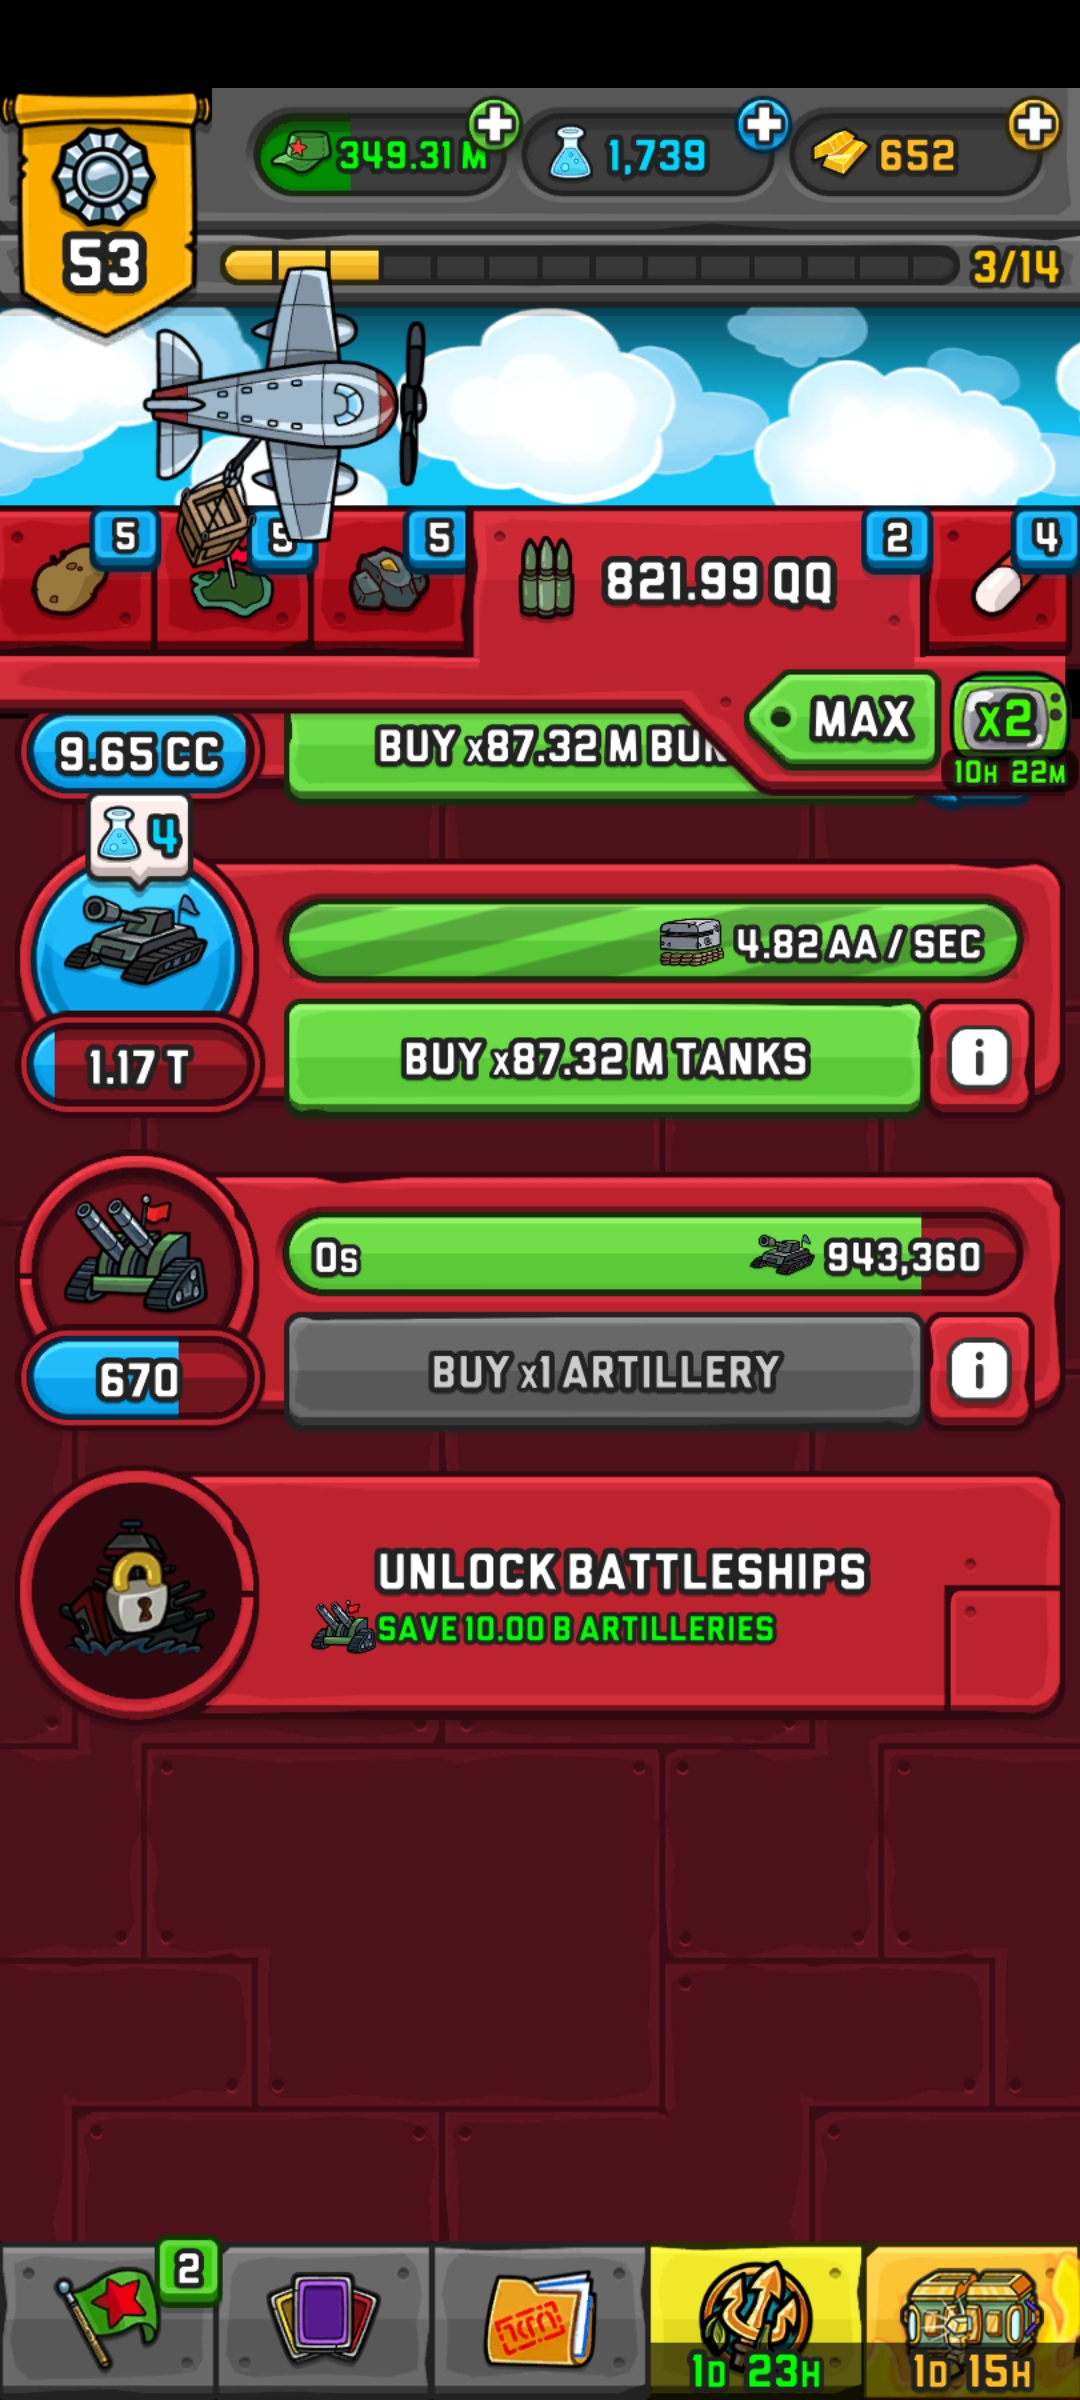 349.31 M
1,739
652
53
3/14
5
5
5
821.99 QQ
2
4
MAX
x2
10H 22M
9.65 CC
BUY x87.32 M
4
4.82 AA / SEC
1.17 T
BUY x87.32 M TANKS
i
0s
943,360
670
BUY x1 ARTILLERY
i
UNLOCK BATTLESHIPS
SAVE 10.00 B ARTILLERIES
2
1D 23H
1D 15H